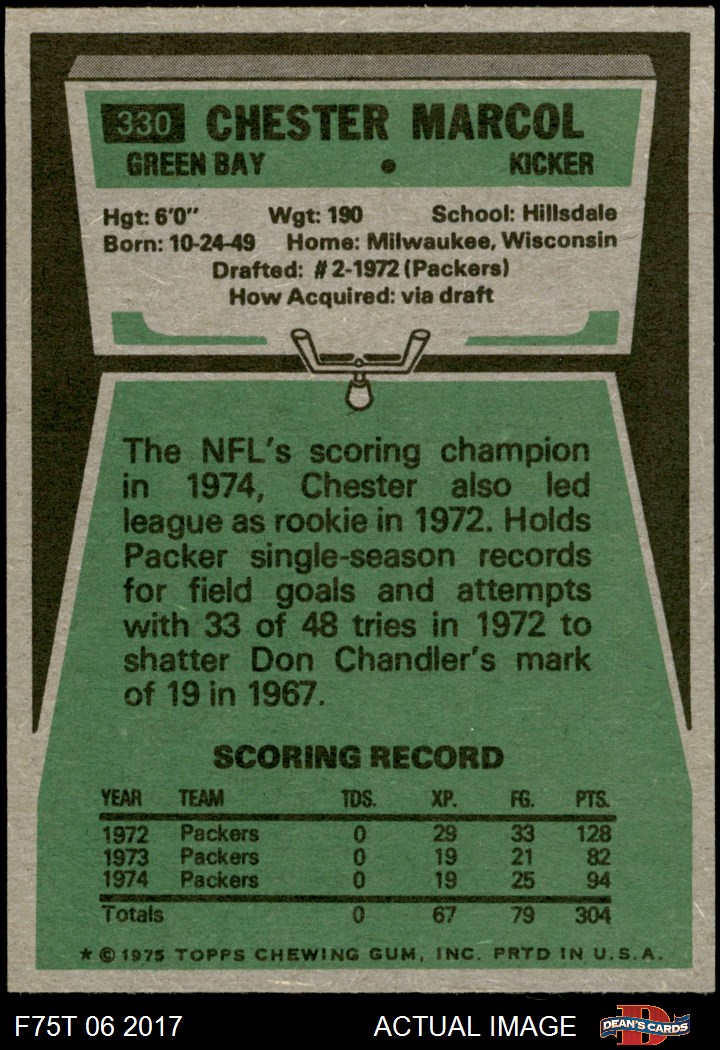 330 CHESTER MARCOL
GREEN BAY • KICKER
Hgt: 6'0" Wgt: 190 School: Hillsdale
Born: 10-24-49 Home: Milwaukee, Wisconsin
Drafted: #2-1972 (Packers)
How Acquired: via draft
The NFL's scoring champion
in 1974, Chester also led
league as rookie in 1972. Holds
Packer single-season records
for field goals and attempts
with 33 of 48 tries in 1972 to
shatter Don Chandler's mark
of 19 in 1967.
SCORING RECORD
YEAR TEAM TDS. XP. FG. PTS.
1972 Packers 0 29 33 128
1973 Packers 0 19 21 82
1974 Packers 0 19 25 94
Totals 0 67 79 304
* © 1975 TOPPS CHEWING GUM, INC. PRTD IN U.S.A.
F75T 06 2017 ACTUAL IMAGE D DEAN'S CARDS